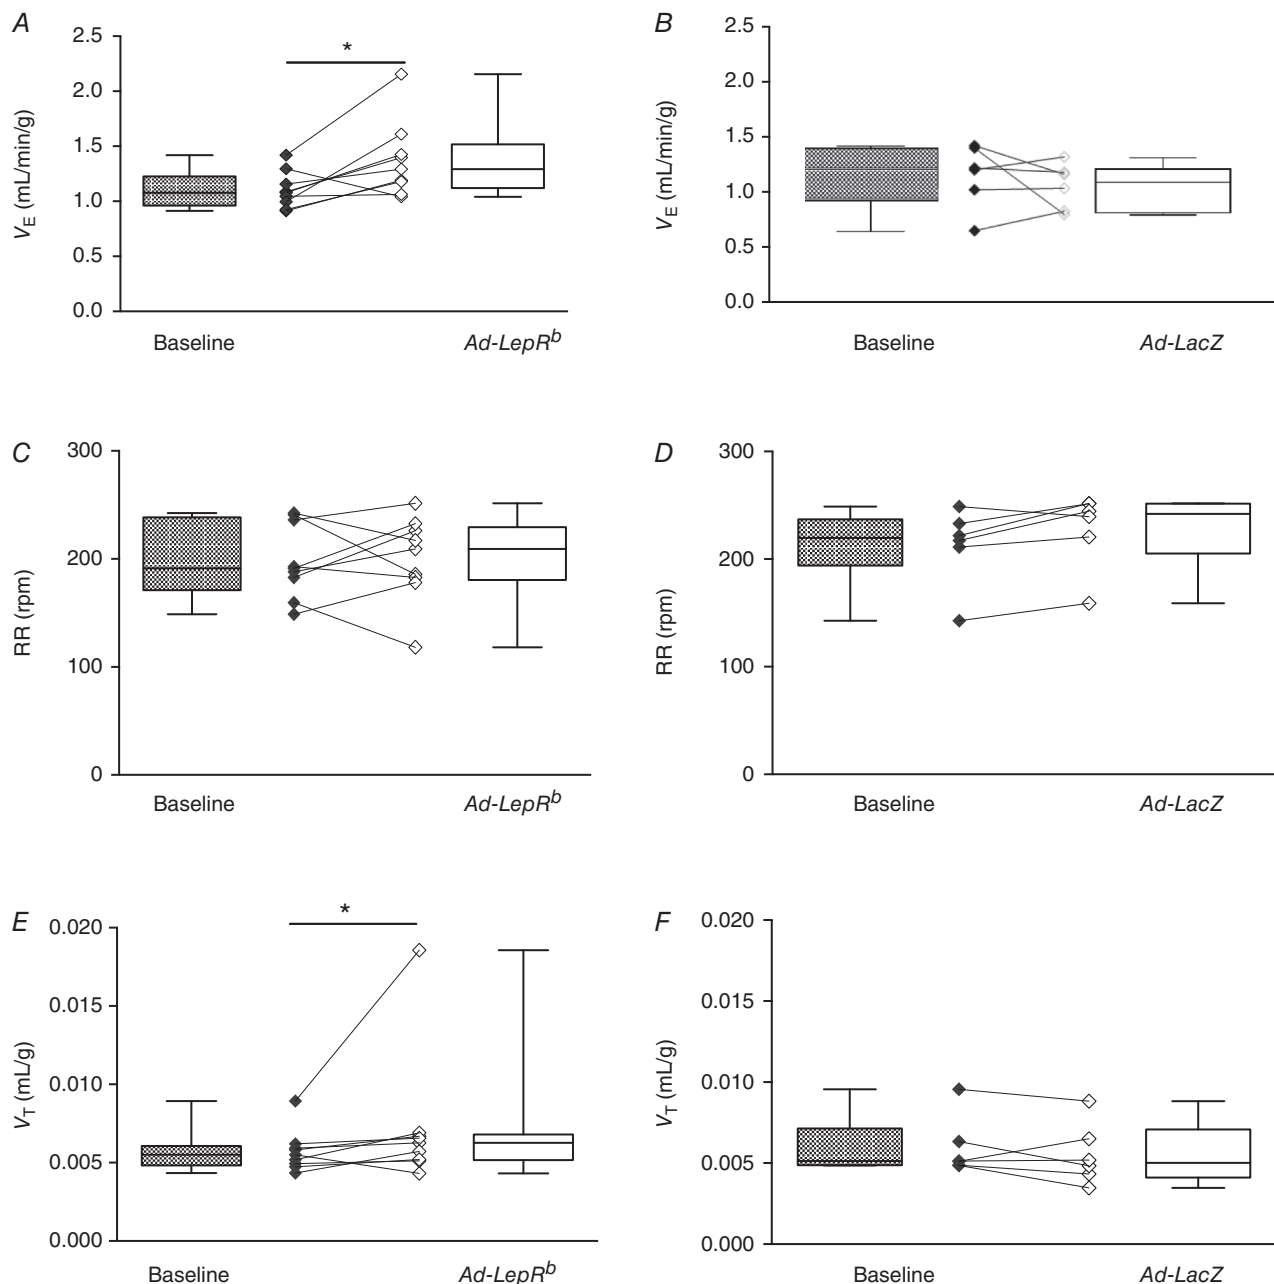 A
2.5
*
2.0
1.5
1.0
0.5
0.0
VE (mL/min/g)
Baseline
Ad-LepRb
B
2.5
2.0
1.5
1.0
0.5
0.0
VE (mL/min/g)
Baseline
Ad-LacZ
C
300
200
100
0
RR (rpm)
Baseline
Ad-LepRb
D
300
200
100
0
RR (rpm)
Baseline
Ad-LacZ
E
0.020
*
0.015
0.010
0.005
0.000
VT (mL/g)
Baseline
Ad-LepRb
F
0.020
0.015
0.010
0.005
0.000
VT (mL/g)
Baseline
Ad-LacZ